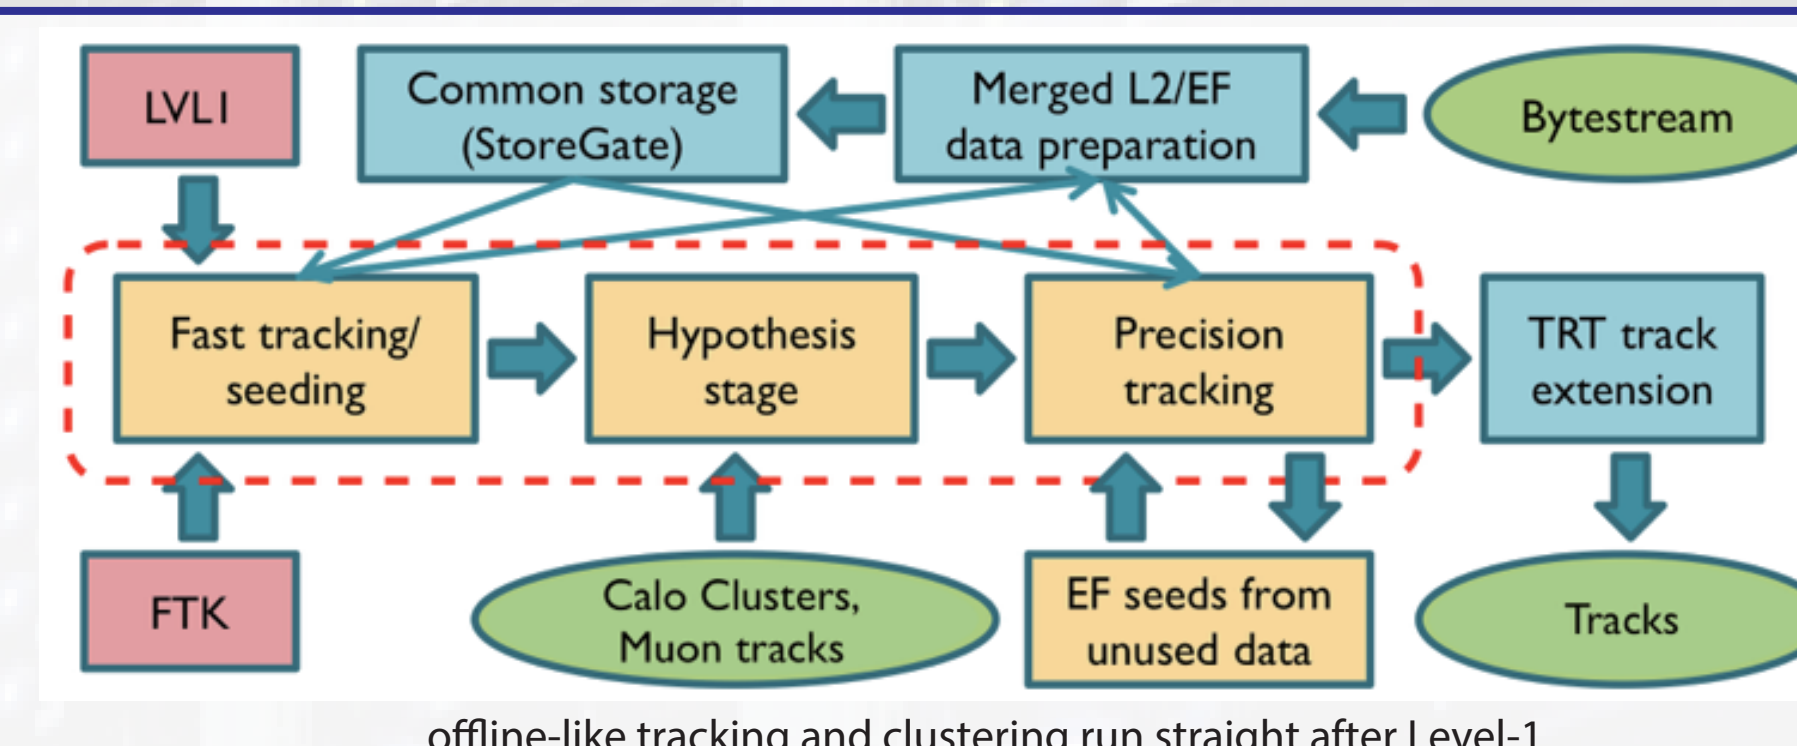 LVL1
Common storage
(StoreGate)
Merged L2/EF
data preparation
Bytestream
Fast tracking/
seeding
Hypothesis
stage
Precision
tracking
TRT track
extension
FTK
Calo Clusters,
Muon tracks
EF seeds from
unused data
Tracks
offline-like tracking and clustering run straight after Level-1